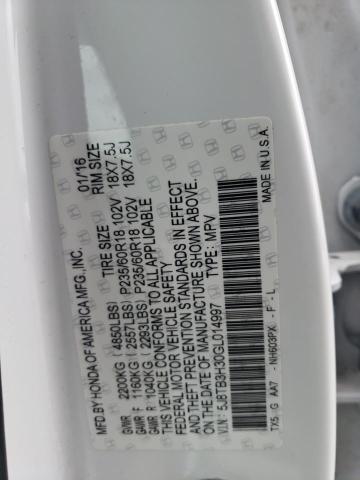 MFD.BY HONDA OF AMERICA MFG.,INC. 01/16
TIRE SIZE RIM SIZE
GVWR 2200KG (4850LBS)
GAWR F 1160KG (2557LBS) P235/60R18 102V 18X7.5J
GAWR R 1040KG (2293LBS) P235/60R18 102V 18X7.5J
THIS VEHICLE CONFORMS TO ALL APPLICABLE
FEDERAL MOTOR VEHICLE SAFETY
AND THEFT PREVENTION STANDARDS IN EFFECT
ON THE DATE OF MANUFACTURE SHOWN ABOVE.
V.I.N.: 5J8TB3H30GL014997 TYPE: MPV
TX5 G AA7 - NH603PX - F - L MADE IN U.S.A.